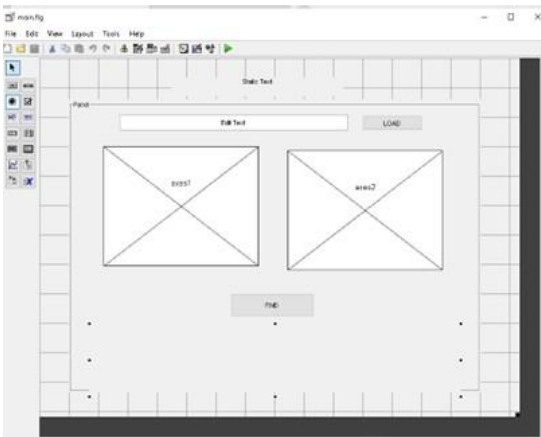 main.fig
File Edit View Layout Tools Help
Static Text
Panel
Edit Text
LOAD
axes1
axes2
FIND